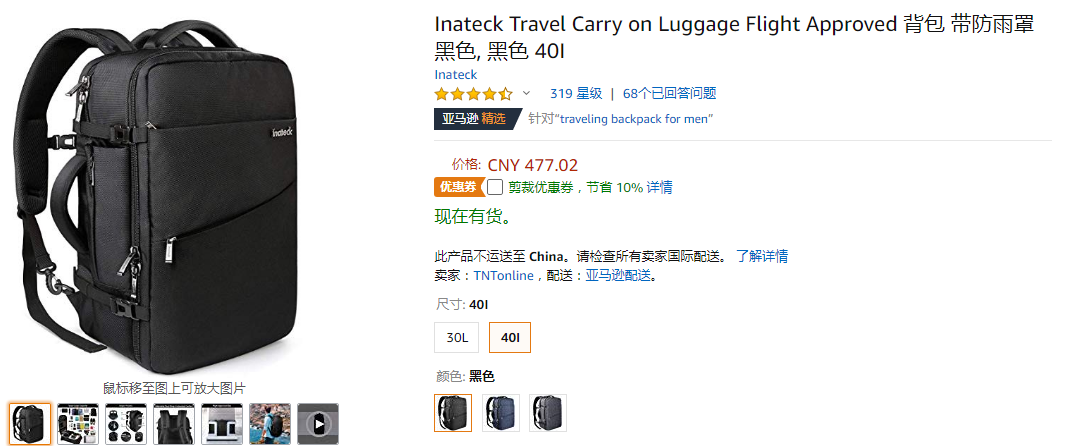 Inateck Travel Carry on Luggage Flight Approved 背包 带防雨罩
黑色, 黑色 40I
Inateck
319 星级 | 68个已回答问题
亚马逊 精选 针对“traveling backpack for men”
价格: CNY 477.02
优惠券 剪裁优惠券，节省 10% 详情
现在有货。
此产品不运送至 China。请检查所有卖家国际配送。 了解详情
卖家：TNTonline，配送：亚马逊配送。
尺寸: 40I
30L 40I
颜色: 黑色
inateck
鼠标移至图上可放大图片